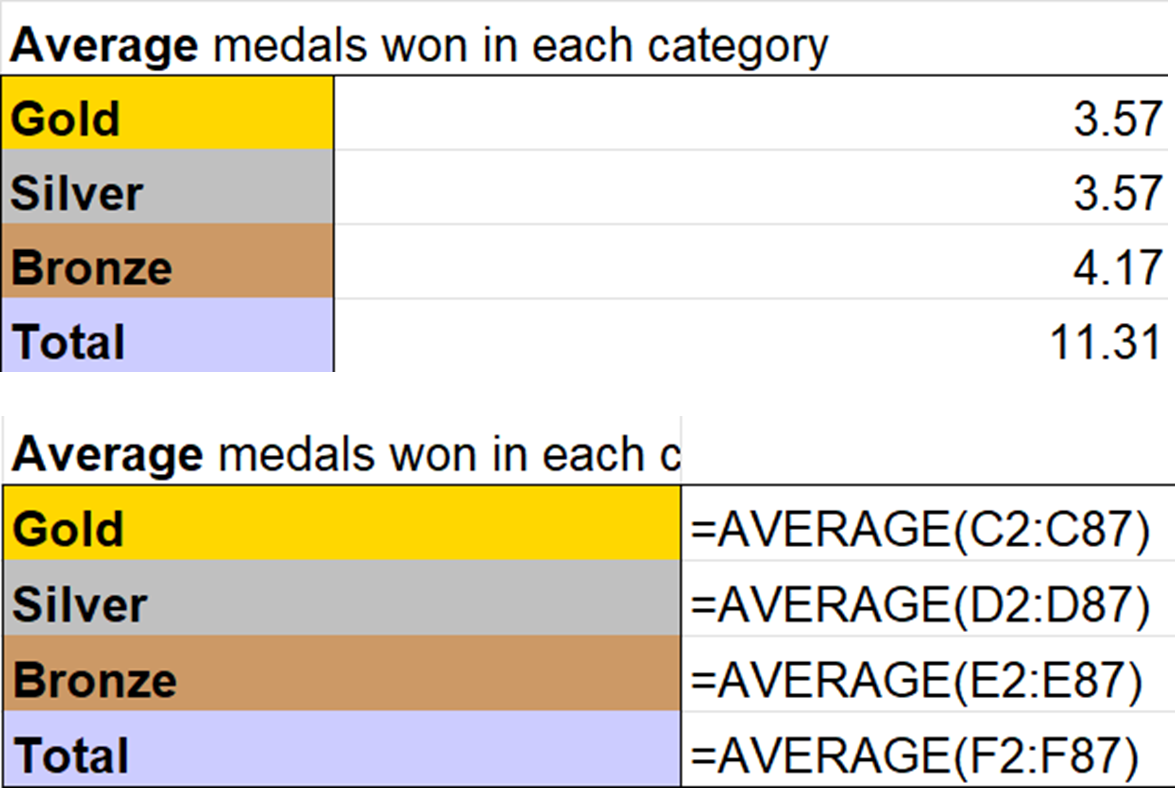 Average medals won in each category
Gold 3.57
Silver 3.57
Bronze 4.17
Total 11.31
Average medals won in each c
Gold =AVERAGE(C2:C87)
Silver =AVERAGE(D2:D87)
Bronze =AVERAGE(E2:E87)
Total =AVERAGE(F2:F87)